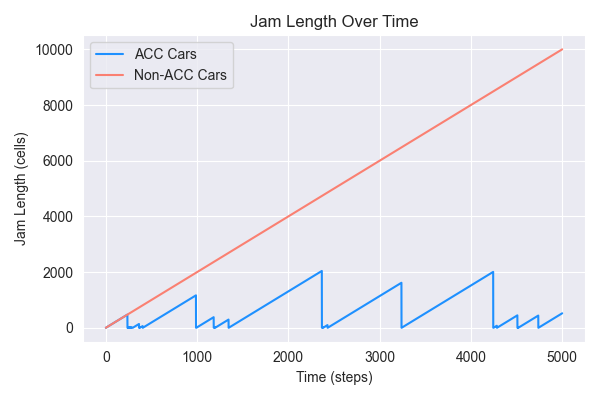 Jam Length Over Time
ACC Cars
Non-ACC Cars
Jam Length (cells)
10000
8000
6000
4000
2000
0
0 1000 2000 3000 4000 5000
Time (steps)